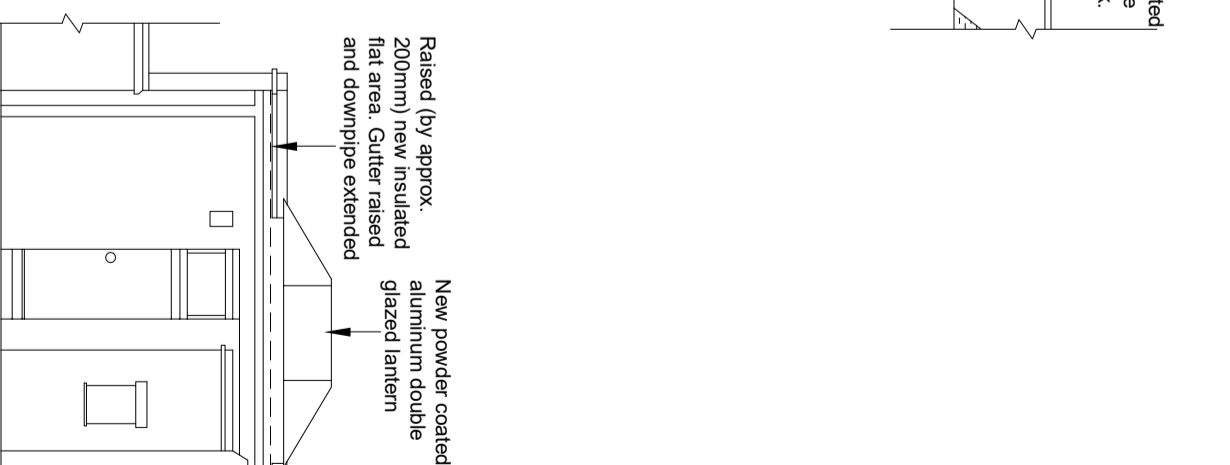 Raised (by approx.
200mm) new insulated
flat area. Gutter raised
and downpipe extended
New powder coated
aluminum double
glazed lantern
ted
e
k.